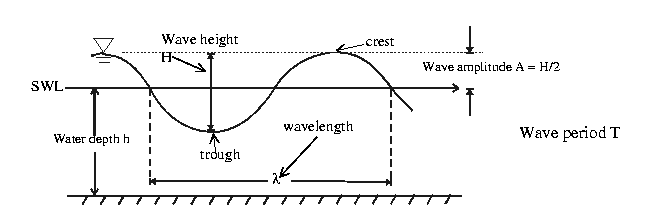 Wave height
H
crest
Wave amplitude A = H/2
SWL
Water depth h
wavelength
Wave period T
trough
λ